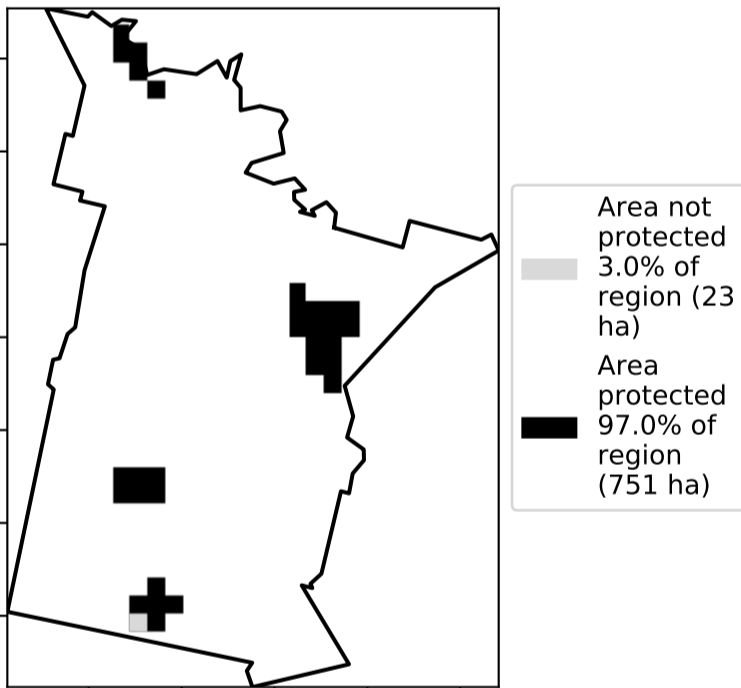 Area not
protected
3.0% of
region (23
ha)
Area
protected
97.0% of
region
(751 ha)